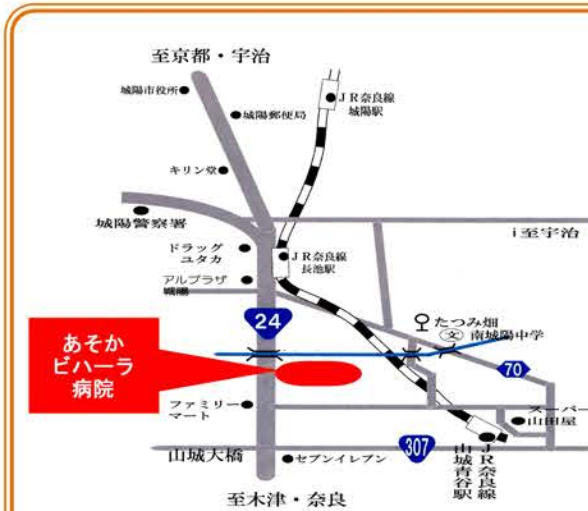 至京都・宇治
城陽市役所
城陽郵便局
JR奈良線
城陽駅
キリン堂
城陽警察署
i至宇治
ドラッグ
ユタカ
JR奈良線
長池駅
アルプラザ
城陽
24
たつみ畑
文
南城陽中学
あそか
ビハーラ
病院
70
ファミリー
マート
スーパー
山田屋
山城大橋
307
JR奈良線
山城青谷駅
セブンイレブン
至木津・奈良